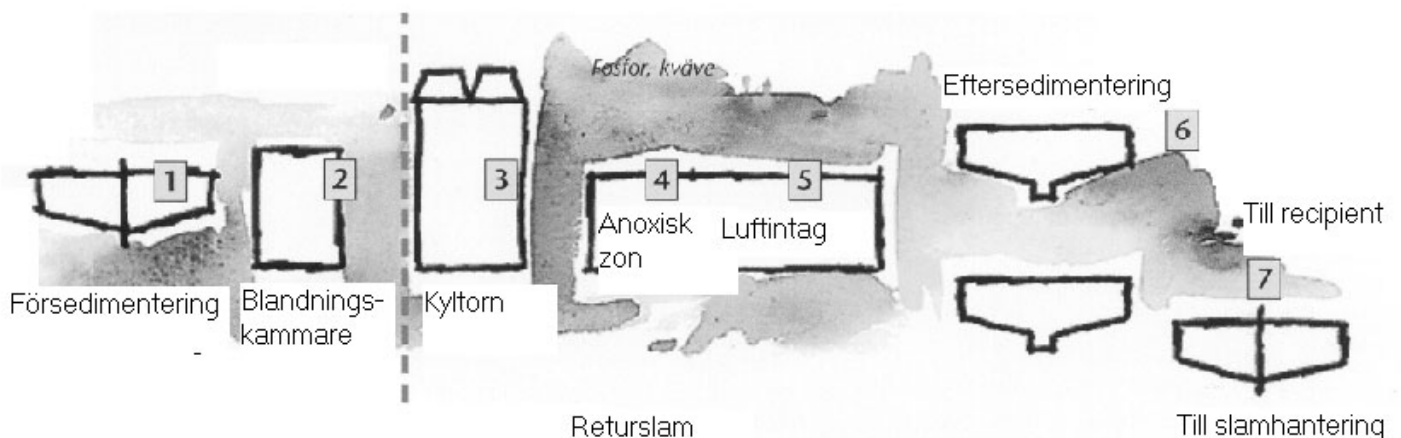 Fosfor, kväve
Eftersedimentering
6
1
2
3
4
5
Anoxisk
zon
Luftintag
Till recipient
7
Försedimentering
Blandnings-
kammare
Kyltorn
Returslam
Till slamhantering